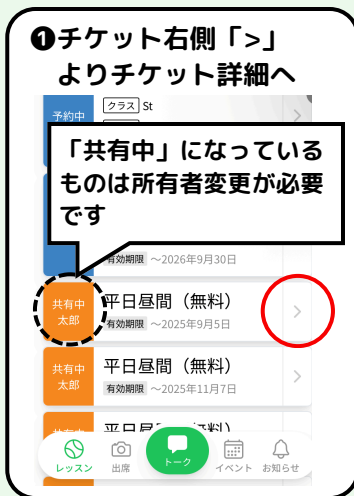 ❶チケット右側「>」
よりチケット詳細へ
予約中
クラス St
「共有中」になっている
ものは所有者変更が必要
です
有効期限 ～2026年9月30日
共有中
太郎
平日昼間（無料）
有効期限 ～2025年9月5日
共有中
太郎
平日昼間（無料）
有効期限 ～2025年11月7日
レッスン
出席
トーク
イベント
お知らせ